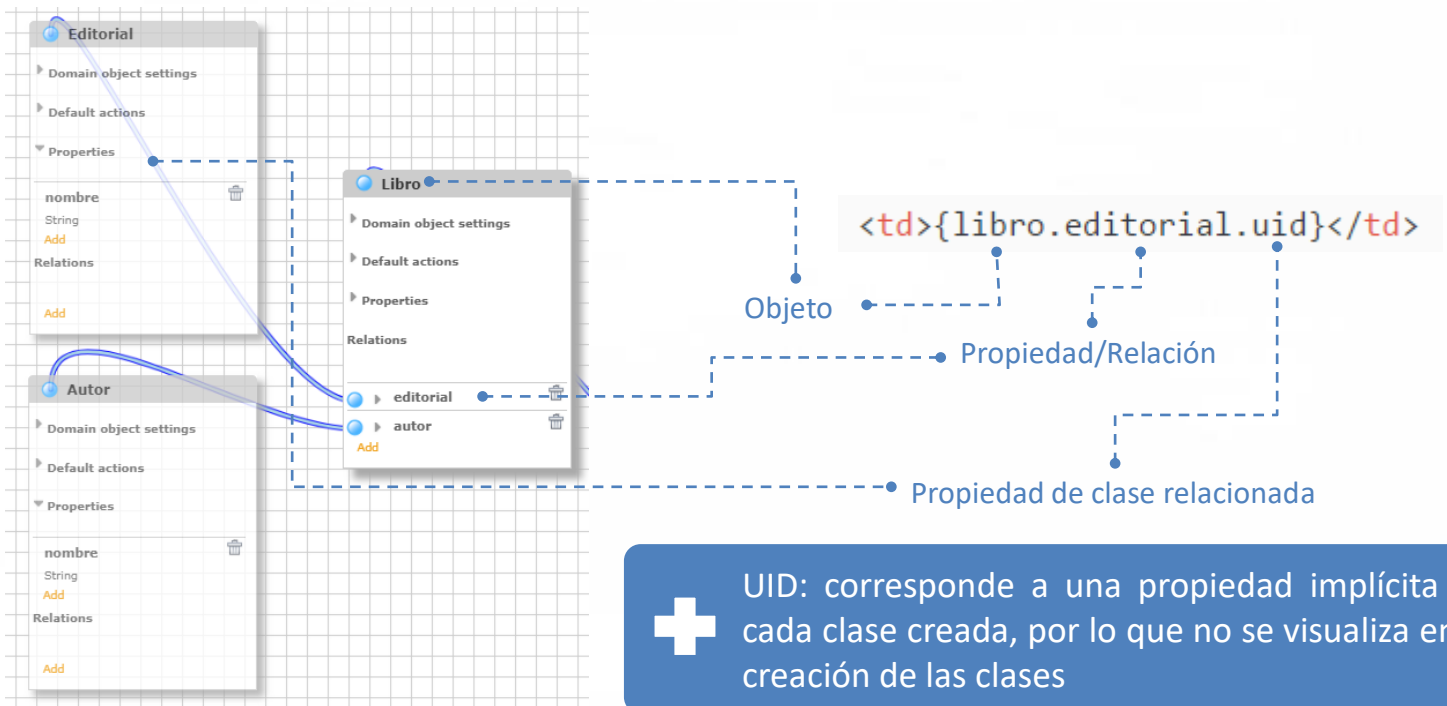 Editorial
Domain object settings
Default actions
Properties
nombre
String
Add
Relations
Add
Autor
Domain object settings
Default actions
Properties
nombre
String
Add
Relations
Add
Libro
Domain object settings
Default actions
Properties
Relations
editorial
autor
Add
<td>{libro.editorial.uid}</td>
Objeto
Propiedad/Relación
Propiedad de clase relacionada
UID: corresponde a una propiedad implícita
cada clase creada, por lo que no se visualiza en
creación de las clases